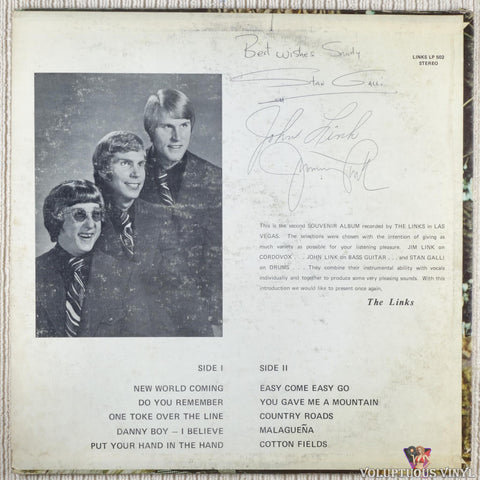 Best wishes Sandy
LINKS LP 502
STEREO
Stan Galli
John Link
Jimmy Link
This is the second SOUVENIR ALBUM recorded by THE LINKS in LAS
VEGAS. The selections were chosen with the intention of giving as
much variety as possible for your listening pleasure. JIM LINK on
CORDOVOX . . . JOHN LINK on BASS GUITAR . . . and STAN GALLI
on DRUMS . . . They combine their instrumental ability with vocals
individually and together to produce some very pleasing sounds. With this
introduction we would like to present once again,
The Links
SIDE I
NEW WORLD COMING
DO YOU REMEMBER
ONE TOKE OVER THE LINE
DANNY BOY – I BELIEVE
PUT YOUR HAND IN THE HAND
SIDE II
EASY COME EASY GO
YOU GAVE ME A MOUNTAIN
COUNTRY ROADS
MALAGUEÑA
COTTON FIELDS
VOLUPTUOUS VINYL